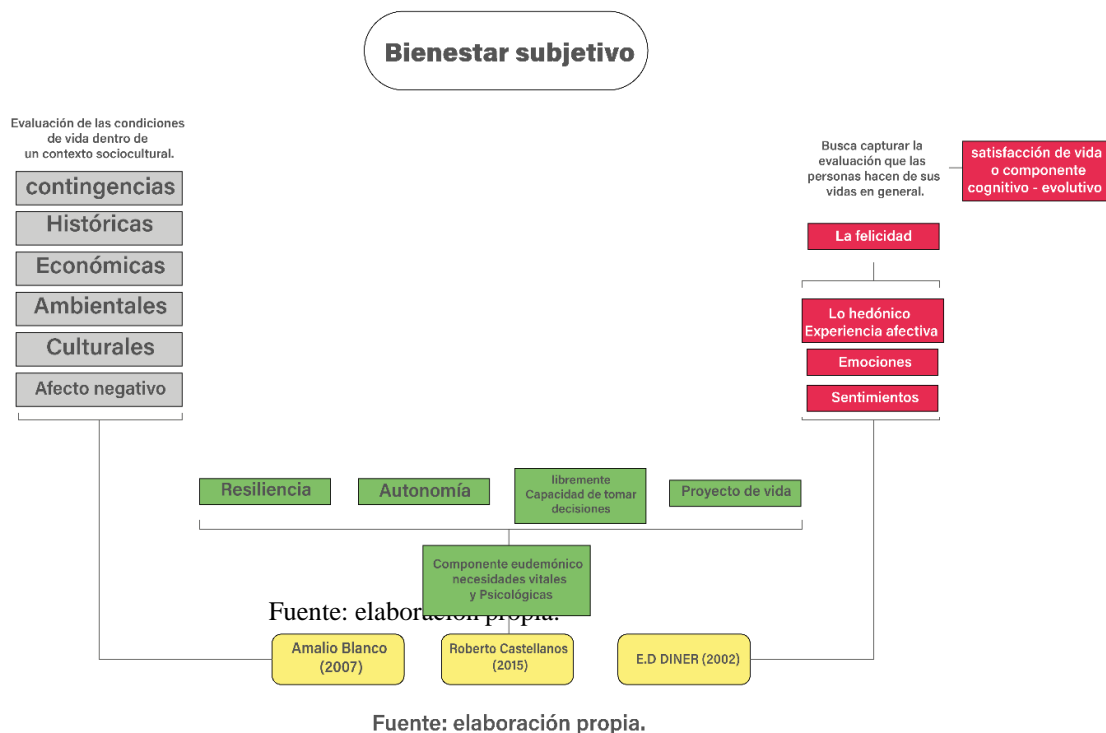 Bienestar subjetivo
Evaluación de las condiciones
de vida dentro de
un contexto sociocultural.
contingencias
Históricas
Económicas
Ambientales
Culturales
Afecto negativo
Busca capturar la
evaluación que las
personas hacen de sus
vidas en general.
satisfacción de vida
o componente
cognitivo - evolutivo
La felicidad
Lo hedónico
Experiencia afectiva
Emociones
Sentimientos
Resiliencia
Autonomía
libremente
Capacidad de tomar
decisiones
Proyecto de vida
Componente eudemónico
necesidades vitales
y Psicológicas
Fuente: elaboración propia.
Amalio Blanco
(2007)
Roberto Castellanos
(2015)
E.D DINER (2002)
Fuente: elaboración propia.